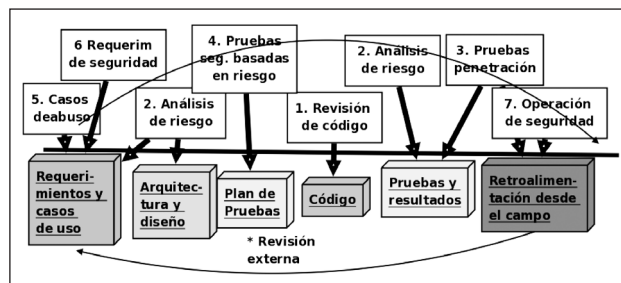 6 Requerim
de seguridad
4. Pruebas
seg. basadas
en riesgo
2. Análisis
de riesgo
3. Pruebas
penetración
5. Casos
deabuso
2. Análisis
de riesgo
1. Revisión
de código
7. Operación
de seguridad
Requeri-
mientos y
casos
de uso
Arquitec-
tura y
diseño
Plan de
Pruebas
Código
Pruebas y
resultados
Retroalimen-
tación desde
el campo
* Revisión
externa